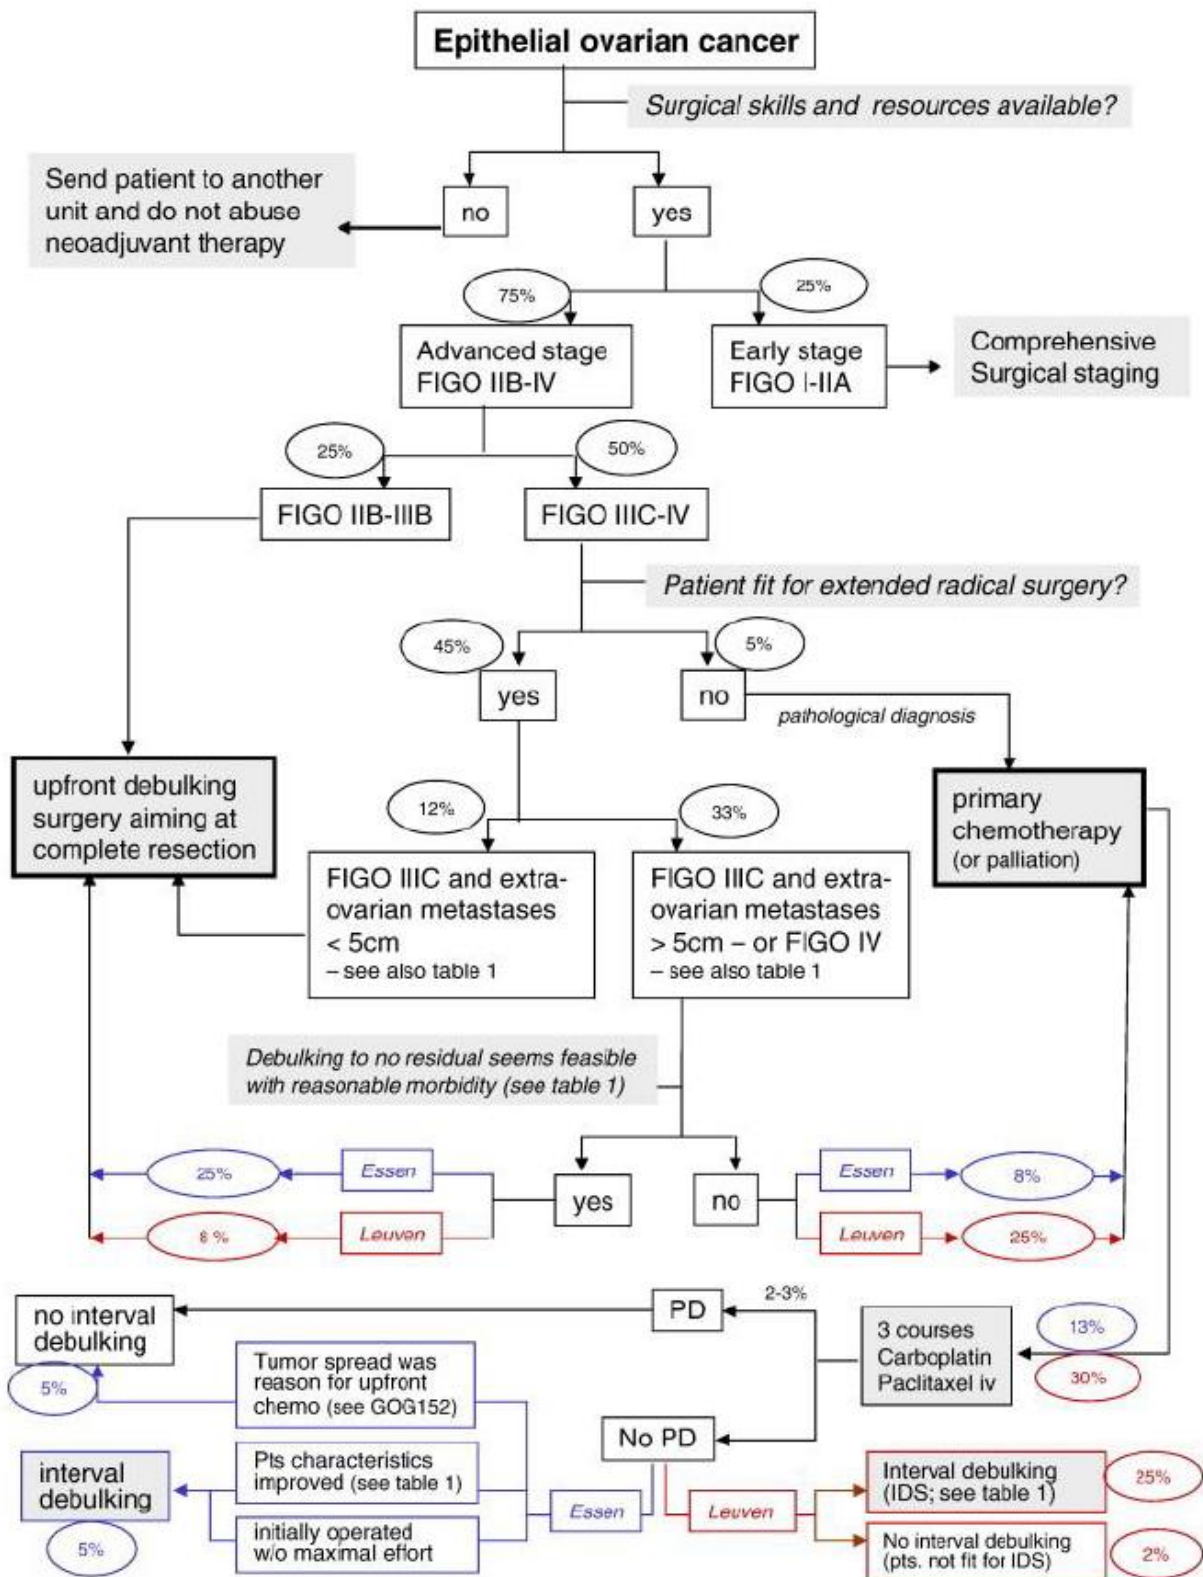 Epithelial ovarian cancer
Surgical skills and resources available?
Send patient to another
unit and do not abuse
neoadjuvant therapy
no
yes
75%
25%
Advanced stage
FIGO IIB-IV
Early stage
FIGO I-IIA
Comprehensive
Surgical staging
25%
50%
FIGO IIB-IIIB
FIGO IIIC-IV
Patient fit for extended radical surgery?
45%
5%
yes
no
pathological diagnosis
upfront debulking
surgery aiming at
complete resection
12%
33%
primary
chemotherapy
(or palliation)
FIGO IIIC and extra-
ovarian metastases
< 5cm
– see also table 1
FIGO IIIC and extra-
ovarian metastases
> 5cm – or FIGO IV
– see also table 1
Debulking to no residual seems feasible
with reasonable morbidity (see table 1)
25%
Essen
yes
no
Essen
8%
8 %
Leuven
Leuven
25%
no interval
debulking
PD
2-3%
3 courses
Carboplatin
Paclitaxel iv
13%
30%
5%
Tumor spread was
reason for upfront
chemo (see GOG152)
No PD
interval
debulking
5%
Pts characteristics
improved (see table 1)
initially operated
w/o maximal effort
Essen
Leuven
Interval debulking
(IDS; see table 1)
25%
No interval debulking
(pts. not fit for IDS)
2%